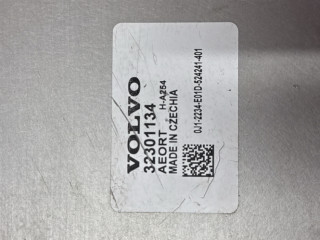 VOLVO
32301134
AEORT H-A254
MADE IN CZECHIA
0J1-2234-E01D-524241-401